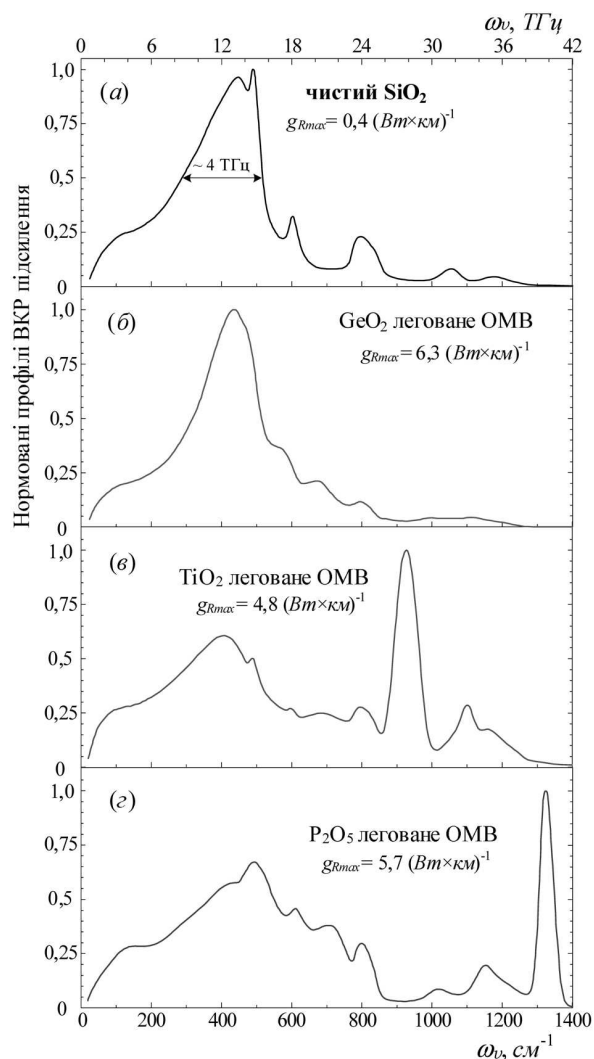 ωυ, ТГц
0 6 12 18 24 30 36 42
Нормовані профілі ВКР підсилення
1,0
0,75
0,5
0,25
0
(а)
чистий SiO₂
gRmax= 0,4 (Вт×км)⁻¹
~ 4 ТГц
1,0
0,75
0,5
0,25
0
(б)
GeO₂ леговане ОМВ
gRmax= 6,3 (Вт×км)⁻¹
1,0
0,75
0,5
0,25
0
(в)
TiO₂ леговане ОМВ
gRmax= 4,8 (Вт×км)⁻¹
1,0
0,75
0,5
0,25
0
(г)
P₂O₅ леговане ОМВ
gRmax= 5,7 (Вт×км)⁻¹
0 200 400 600 800 1000 1200 1400
ωυ, см⁻¹